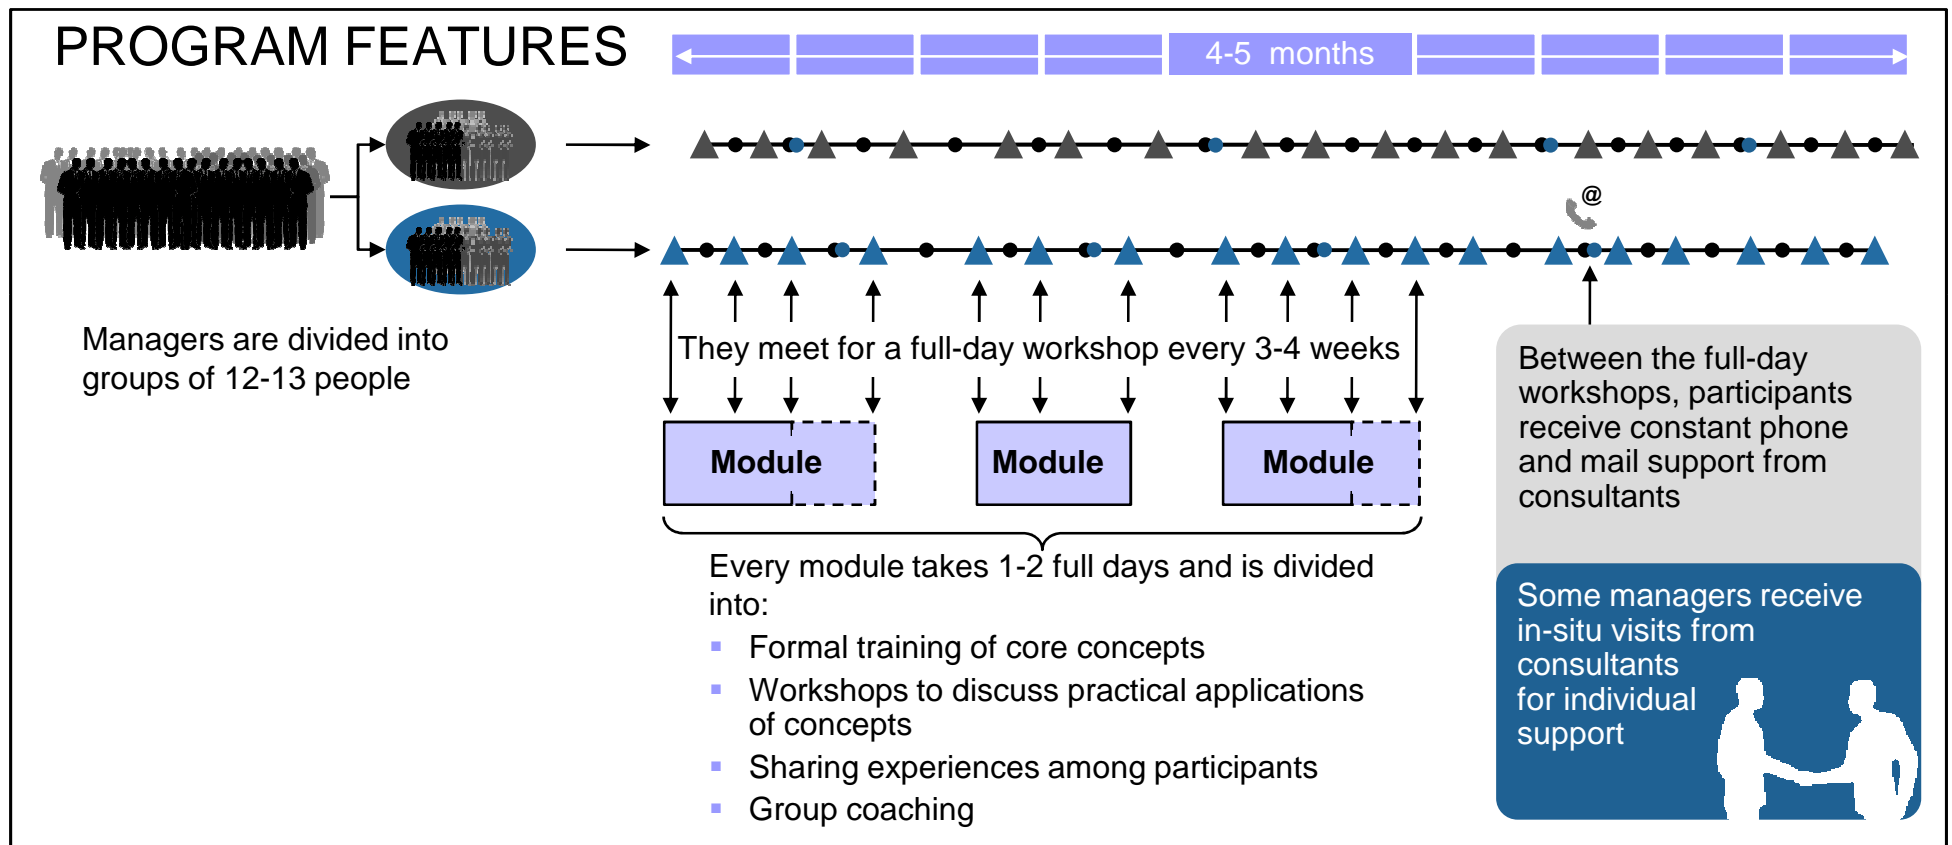 PROGRAM FEATURES
4-5 months
@
Managers are divided into
groups of 12-13 people
They meet for a full-day workshop every 3-4 weeks
Module
Module
Module
Every module takes 1-2 full days and is divided
into:
Formal training of core concepts
Workshops to discuss practical applications
of concepts
Sharing experiences among participants
Group coaching
Between the full-day
workshops, participants
receive constant phone
and mail support from
consultants
Some managers receive
in-situ visits from
consultants
for individual
support